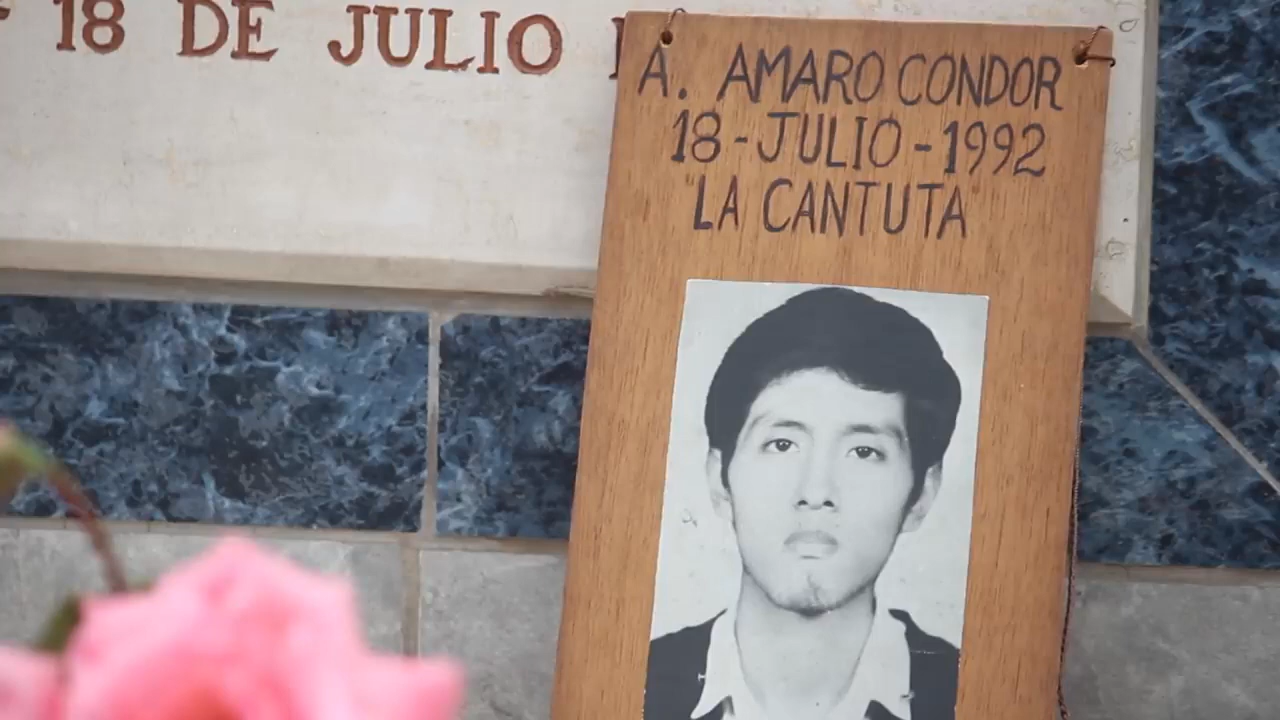 18 DE JULIO
A. AMARO CONDOR
18-JULIO-1992
"LA CANTUTA"